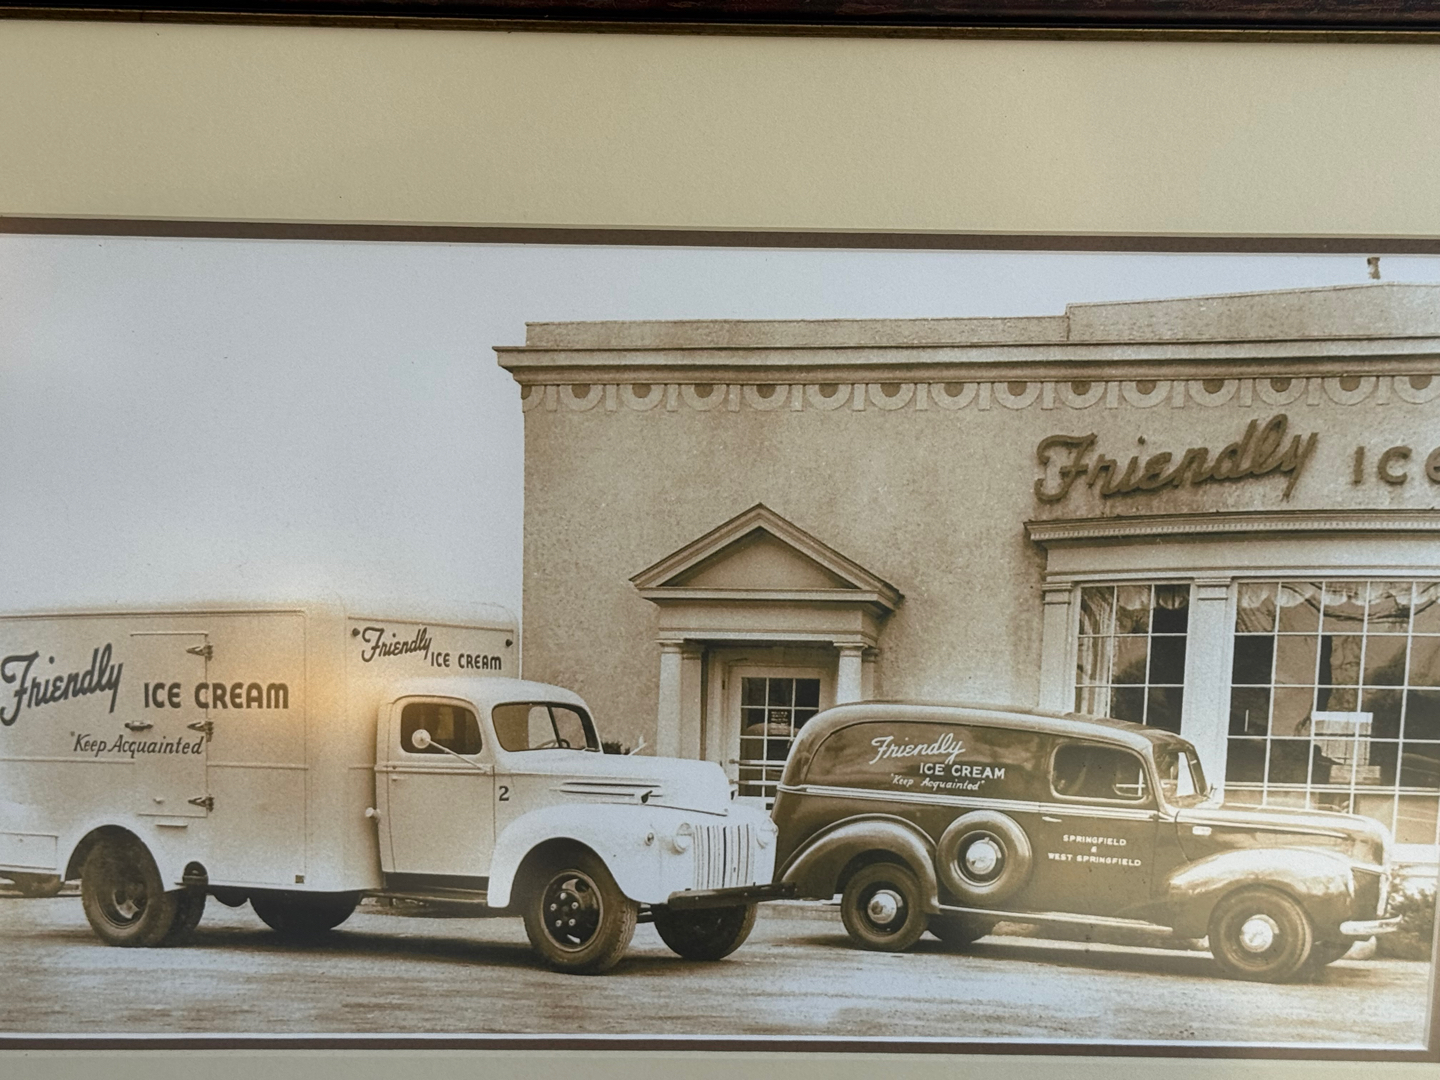 Friendly ICE
Friendly ICE CREAM
"Keep Acquainted"
Friendly ICE CREAM
2
Friendly
ICE CREAM
"Keep Acquainted"
SPRINGFIELD
&
WEST SPRINGFIELD